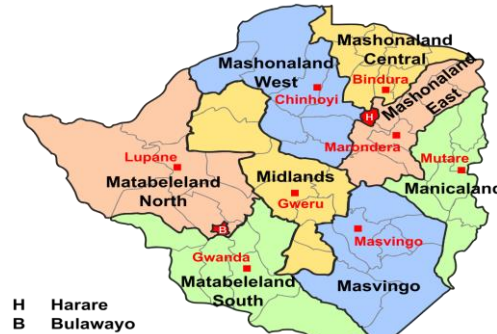 Mashonaland
Central
Mashonaland
West
Bindura
Chinhoyi
Mashonaland
East
H
Marondera
Lupane
Mutare
Midlands
Matabeleland
North
Manicaland
Gweru
B
Masvingo
Gwanda
Matabeleland
South
Masvingo
H Harare
B Bulawayo